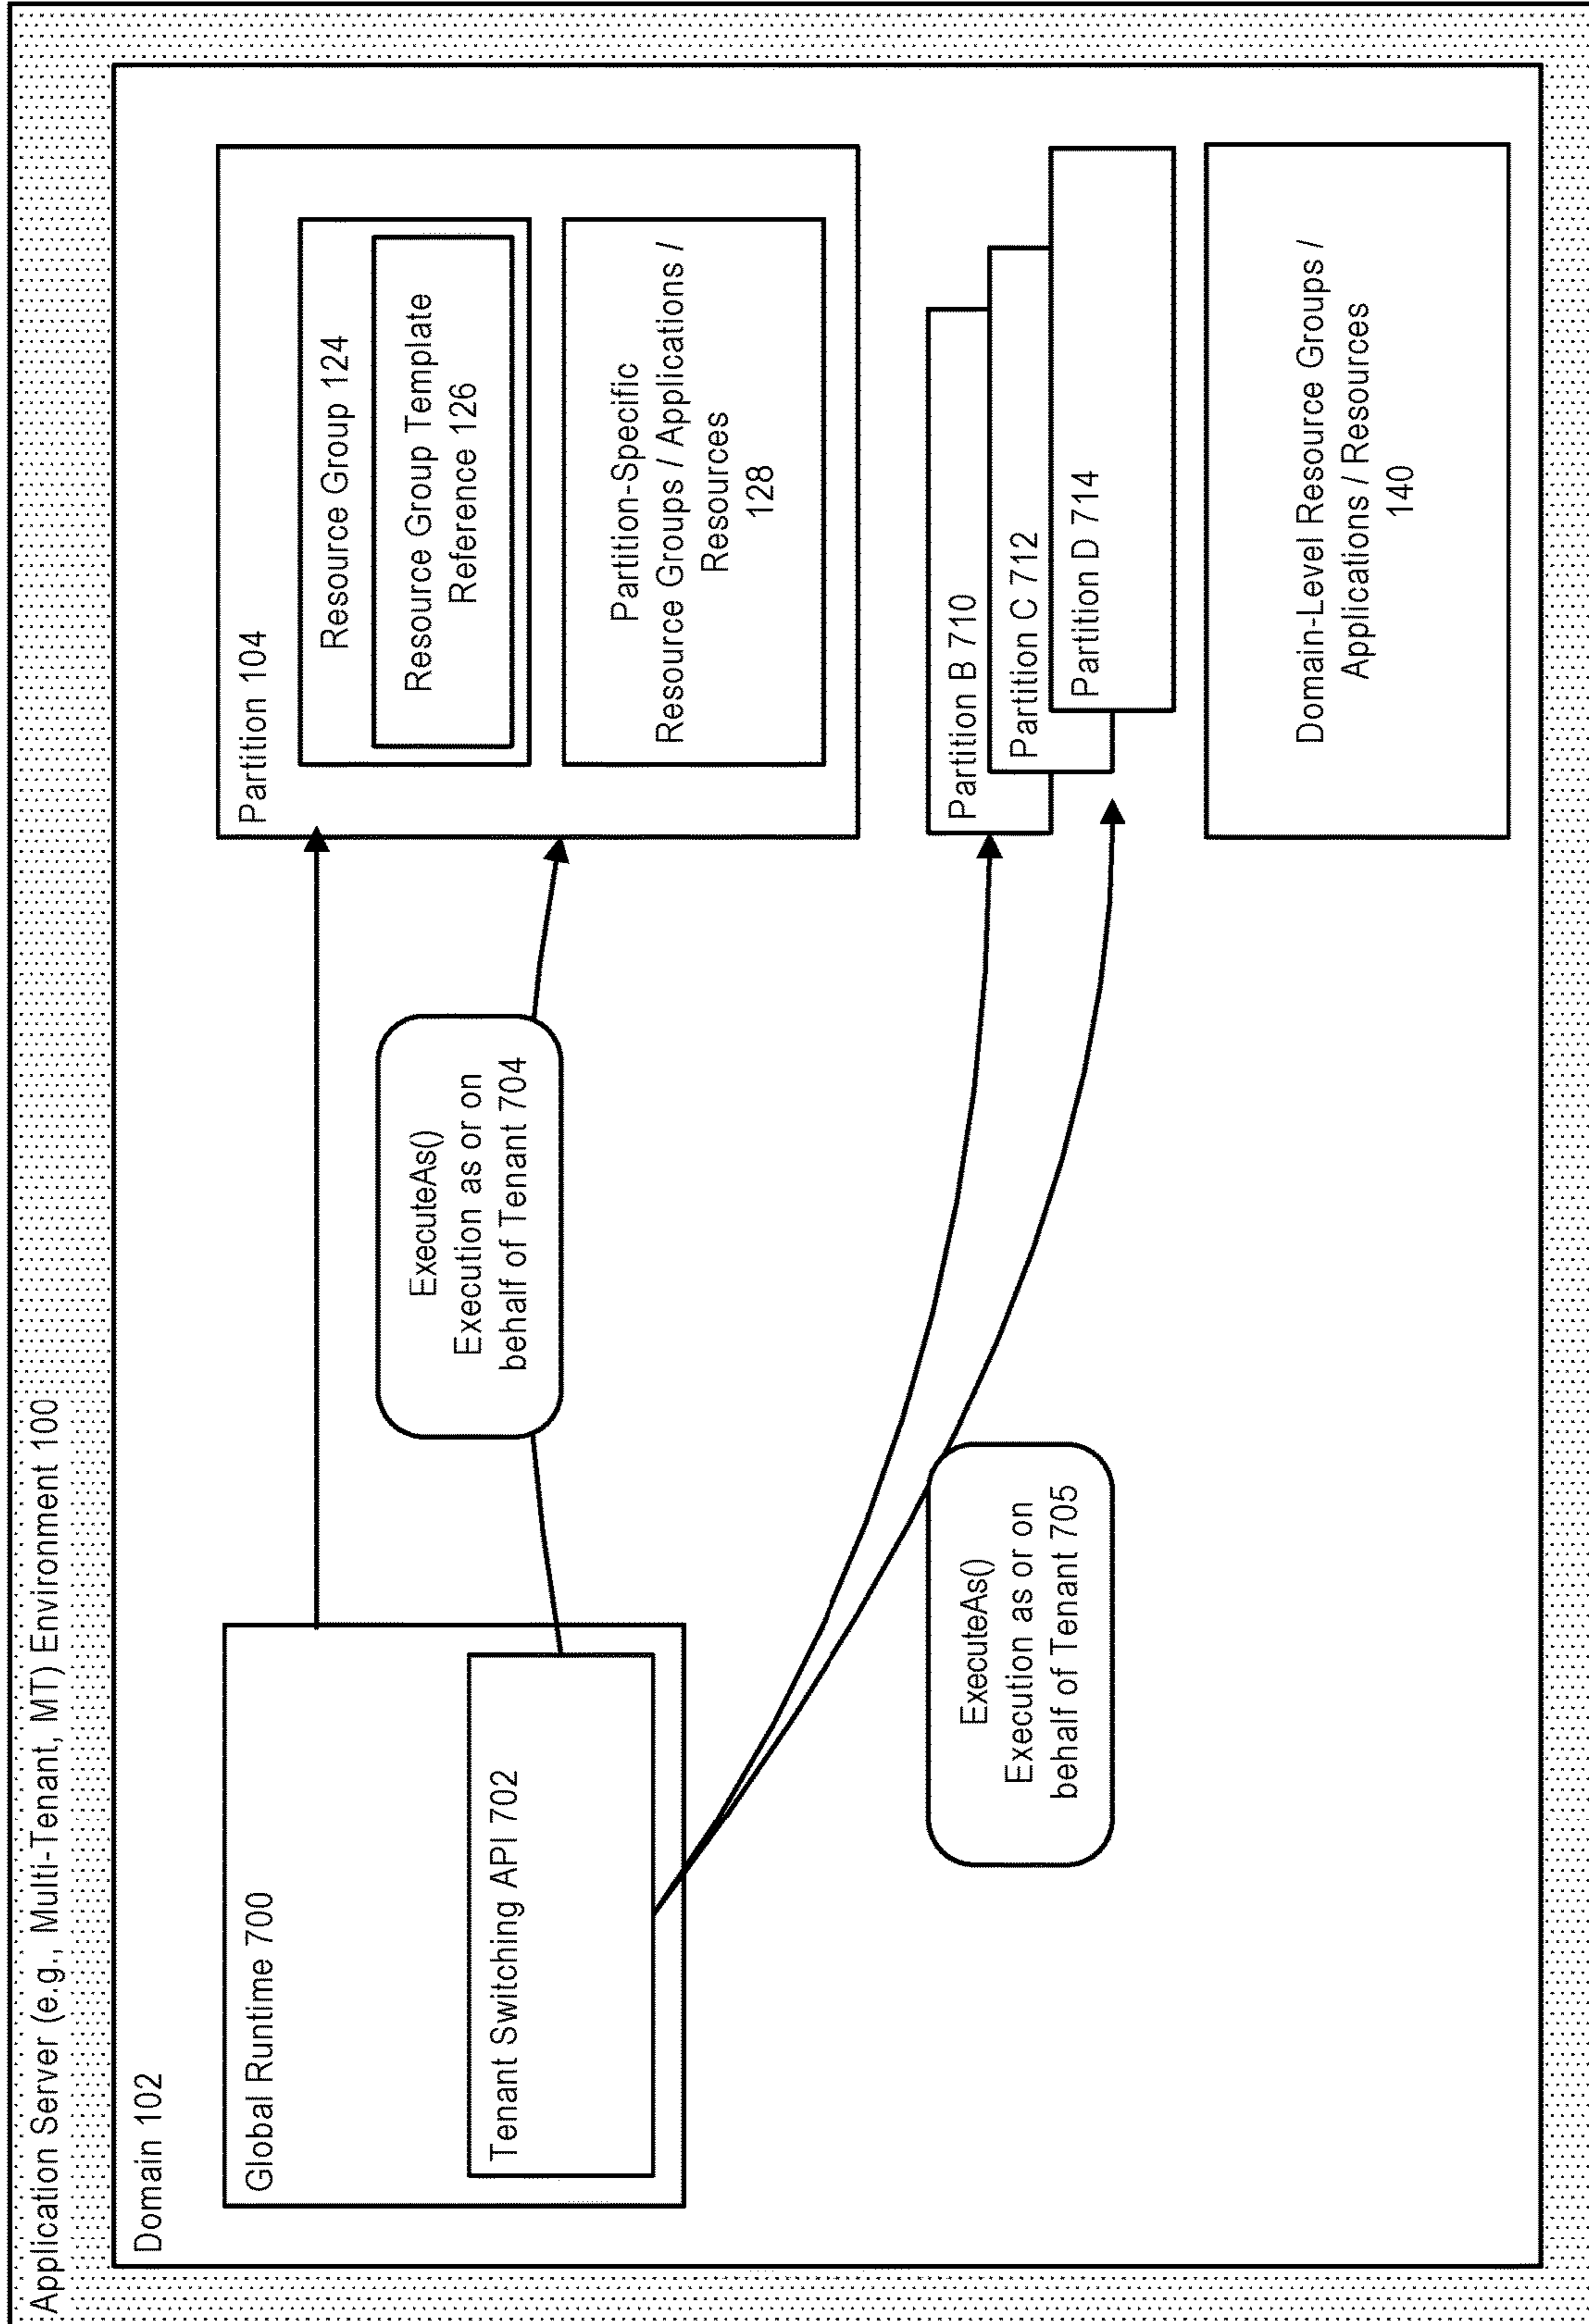 Application Server (e.g., Multi-Tenant, MT) Environment 100
Domain 102
Global Runtime 700
Tenant Switching API 702
ExecuteAs()
Execution as or on
behalf of Tenant 704
ExecuteAs()
Execution as or on
behalf of Tenant 705
Partition 104
Resource Group 124
Resource Group Template
Reference 126
Partition-Specific
Resource Groups / Applications /
Resources
128
Partition B 710
Partition C 712
Partition D 714
Domain-Level Resource Groups /
Applications / Resources
140